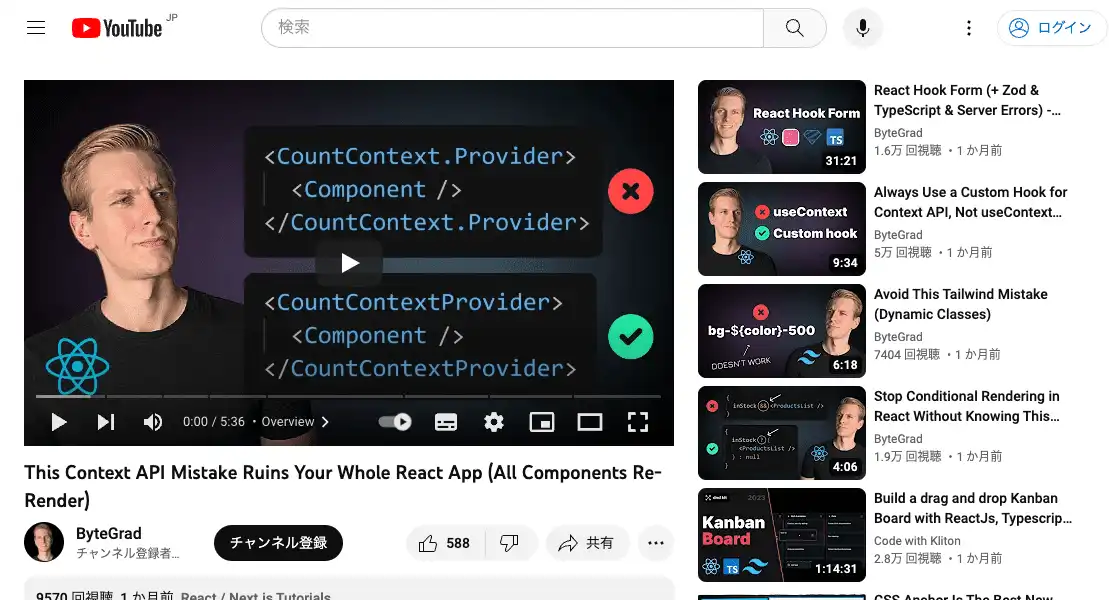 YouTube JP
検索
ログイン
<CountContext.Provider>
<Component />
</CountContext.Provider>
<CountContextProvider>
<Component />
</CountContextProvider>
0:00 / 5:36 • Overview
This Context API Mistake Ruins Your Whole React App (All Components Re-
Render)
ByteGrad
チャンネル登録者...
チャンネル登録
588
共有
9570 回視聴 1 か月前 React / Next.js Tutorials
React Hook Form
TS
31:21
React Hook Form (+ Zod &
TypeScript & Server Errors) -...
ByteGrad
1.6万 回視聴 • 1 か月前
useContext
Custom hook
9:34
Always Use a Custom Hook for
Context API, Not useContext...
ByteGrad
5万 回視聴 • 1 か月前
bg-${color}-500
DOESN'T WORK
6:18
Avoid This Tailwind Mistake
(Dynamic Classes)
ByteGrad
7404 回視聴 • 1 か月前
{
inStock && <ProductsList />
}
{
inStock ?
<ProductsList />
) : null
}
4:06
Stop Conditional Rendering in
React Without Knowing This...
ByteGrad
1.9万 回視聴 • 1 か月前
2023
Kanban
Board
TS
1:14:31
Build a drag and drop Kanban
Board with ReactJs, Typescrip...
Code with Kliton
2.8万 回視聴 • 1 か月前
CSS Anchor Is The Best New